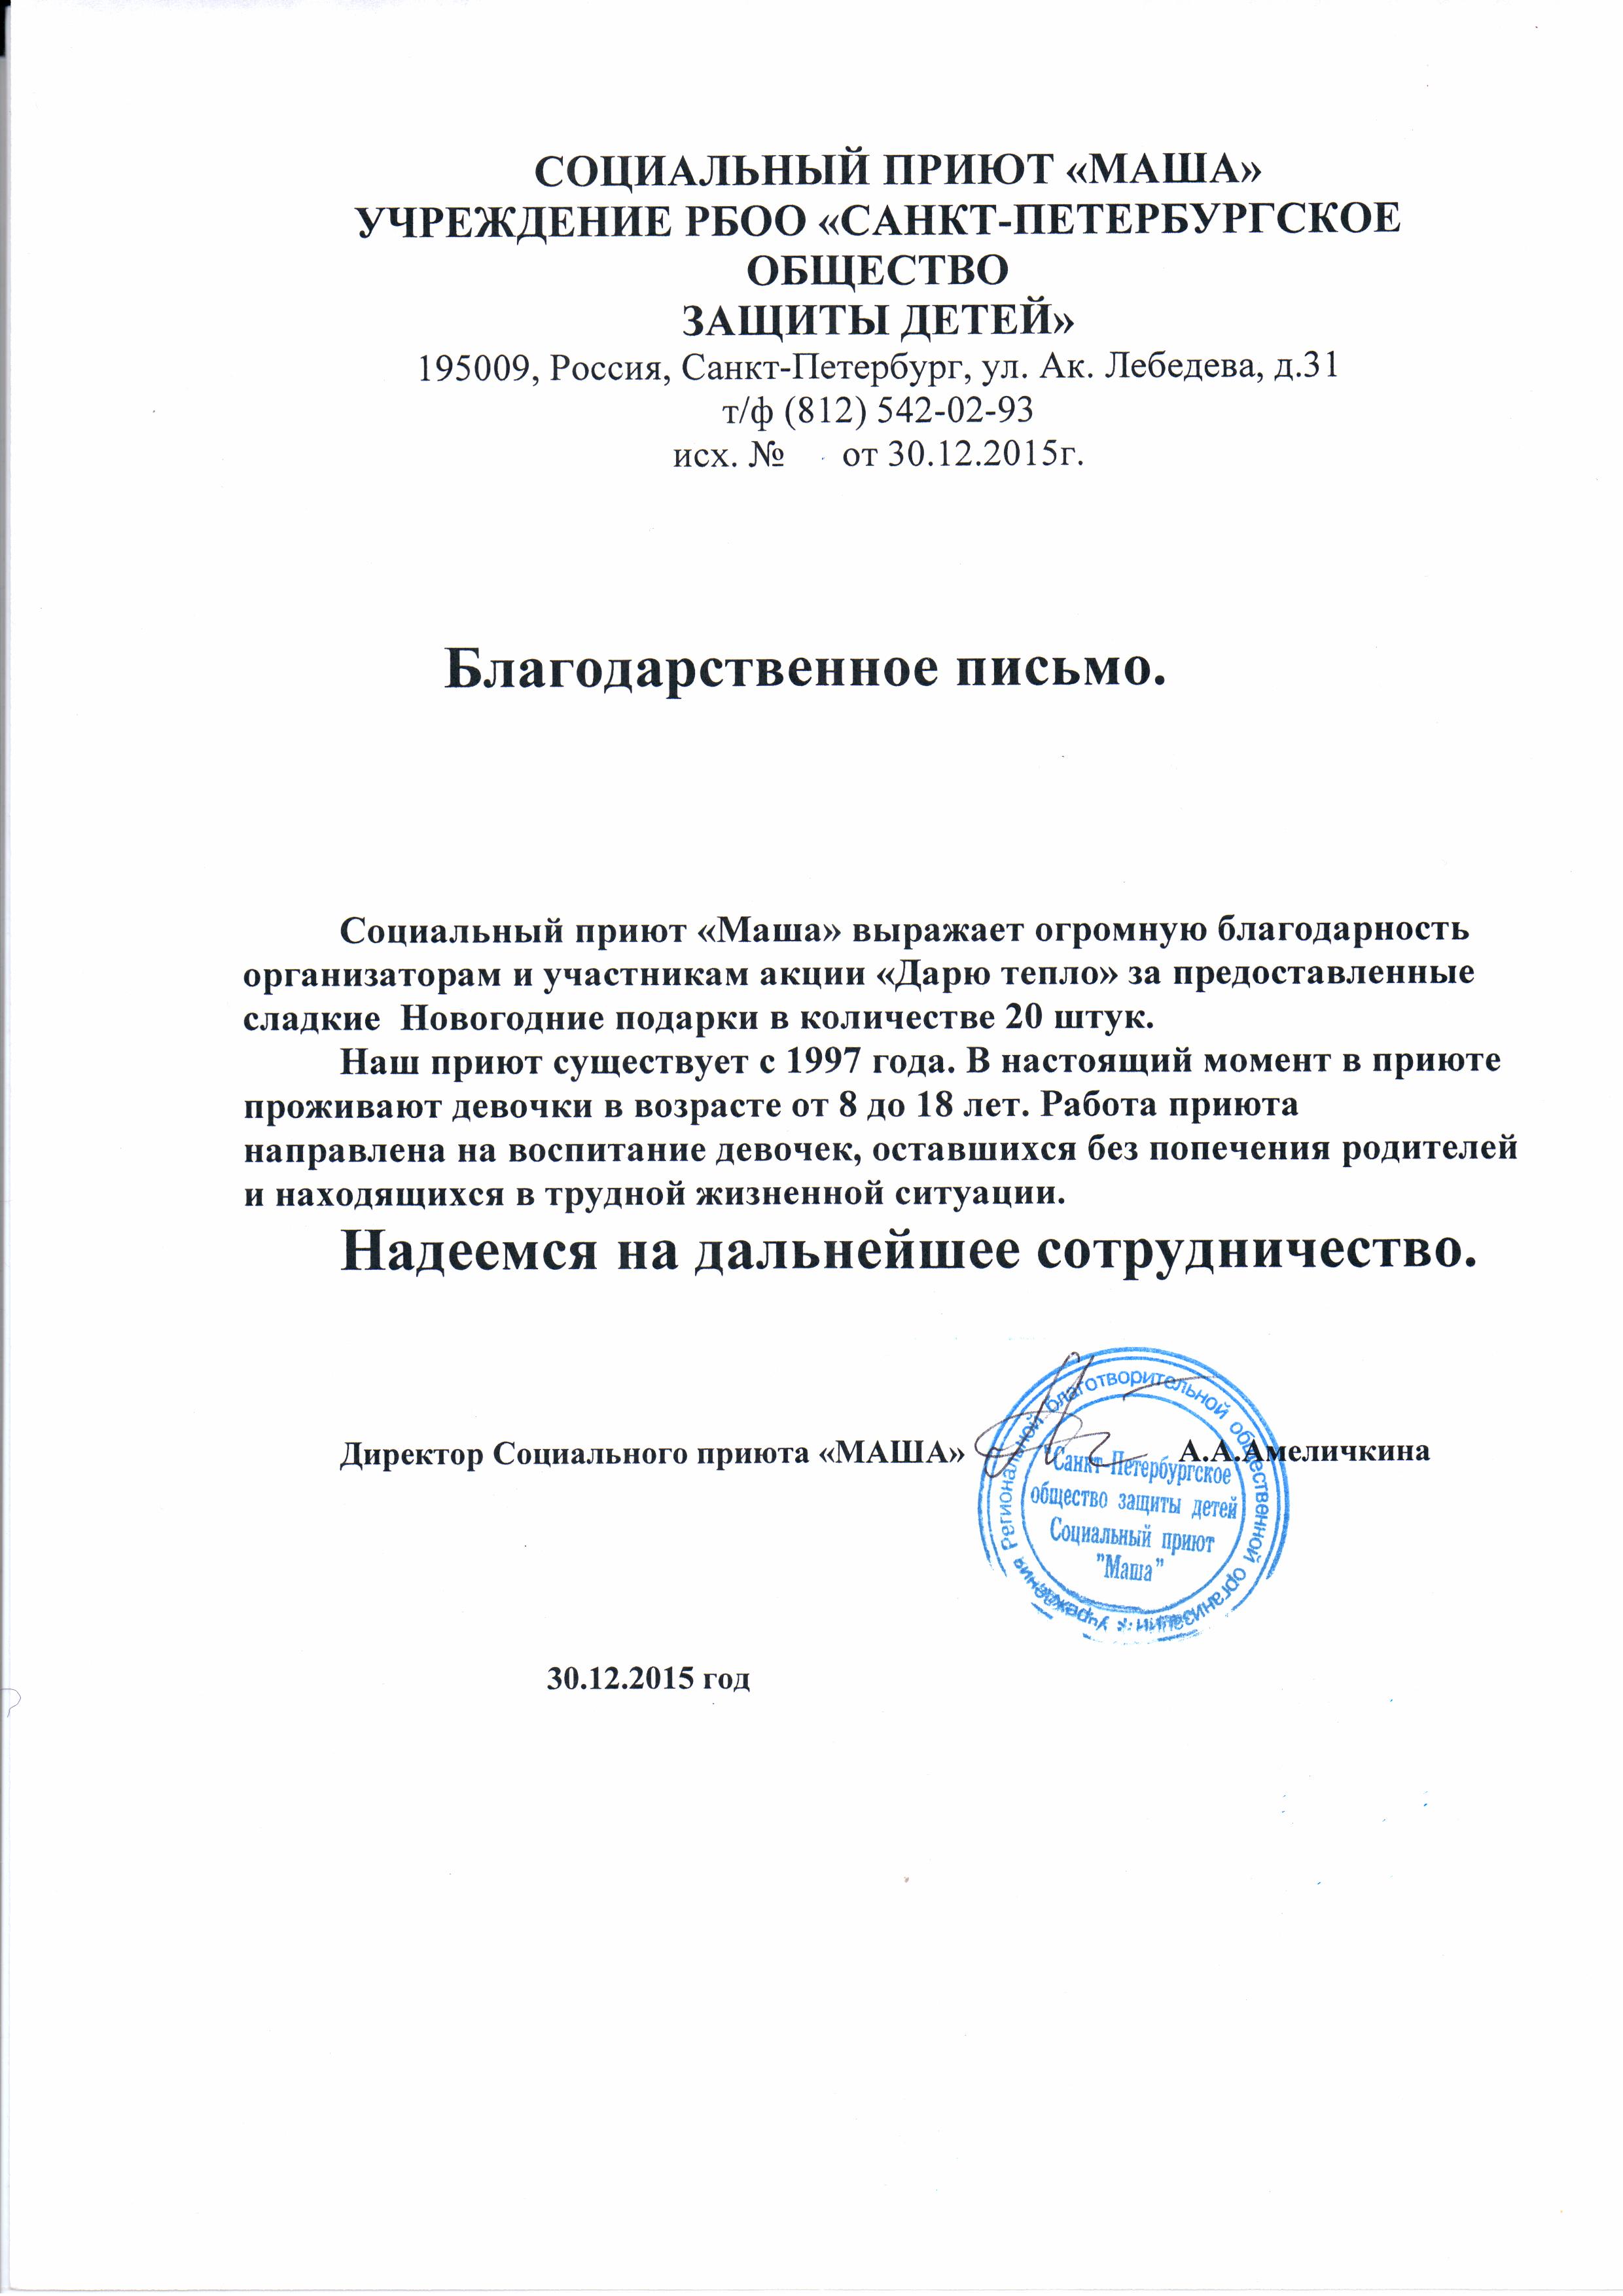 СОЦИАЛЬНЫЙ ПРИЮТ «МАША»
УЧРЕЖДЕНИЕ РБОО «САНКТ-ПЕТЕРБУРГСКОЕ
ОБЩЕСТВО
ЗАЩИТЫ ДЕТЕЙ»
195009, Россия, Санкт-Петербург, ул. Ак. Лебедева, д.31
т/ф (812) 542-02-93
исх. № от 30.12.2015г.
Благодарственное письмо.
Социальный приют «Маша» выражает огромную благодарность
организаторам и участникам акции «Дарю тепло» за предоставленные
сладкие Новогодние подарки в количестве 20 штук.
Наш приют существует с 1997 года. В настоящий момент в приюте
проживают девочки в возрасте от 8 до 18 лет. Работа приюта
направлена на воспитание девочек, оставшихся без попечения родителей
и находящихся в трудной жизненной ситуации.
Надеемся на дальнейшее сотрудничество.
Директор Социального приюта «МАША» А.А.Амеличкина
Учреждения Региональной благотворительной общественной организации *
"Санкт-Петербургское
общество защиты детей
Социальный приют
"Маша"
30.12.2015 год